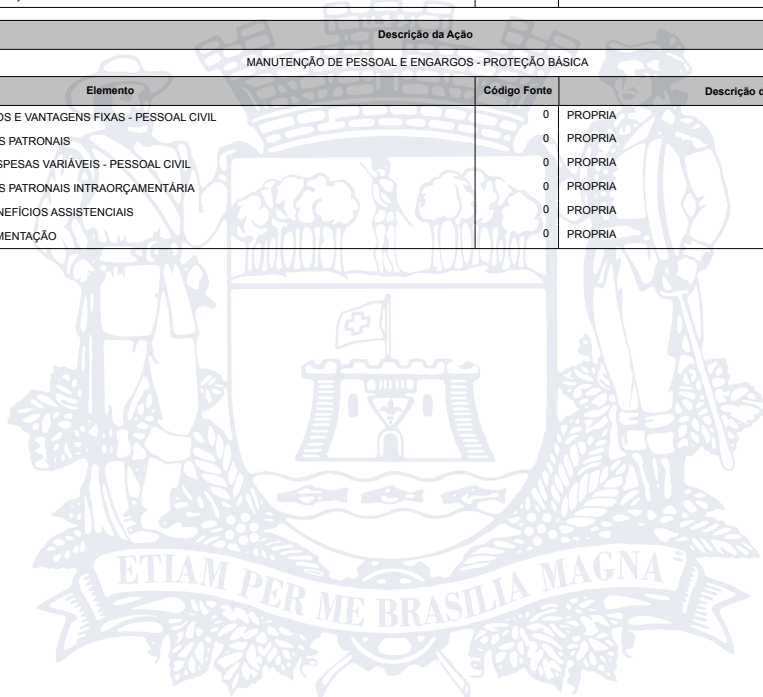 Descrição da Ação
MANUTENÇÃO DE PESSOAL E ENGARGOS - PROTEÇÃO BÁSICA
Elemento Código Fonte Descrição d
OS E VANTAGENS FIXAS - PESSOAL CIVIL 0 PROPRIA
S PATRONAIS 0 PROPRIA
SPESAS VARIÁVEIS - PESSOAL CIVIL 0 PROPRIA
S PATRONAIS INTRAORÇAMENTÁRIA 0 PROPRIA
NEFÍCIOS ASSISTENCIAIS 0 PROPRIA
MENTAÇÃO 0 PROPRIA
ETIAM PER ME BRASILIA MAGNA